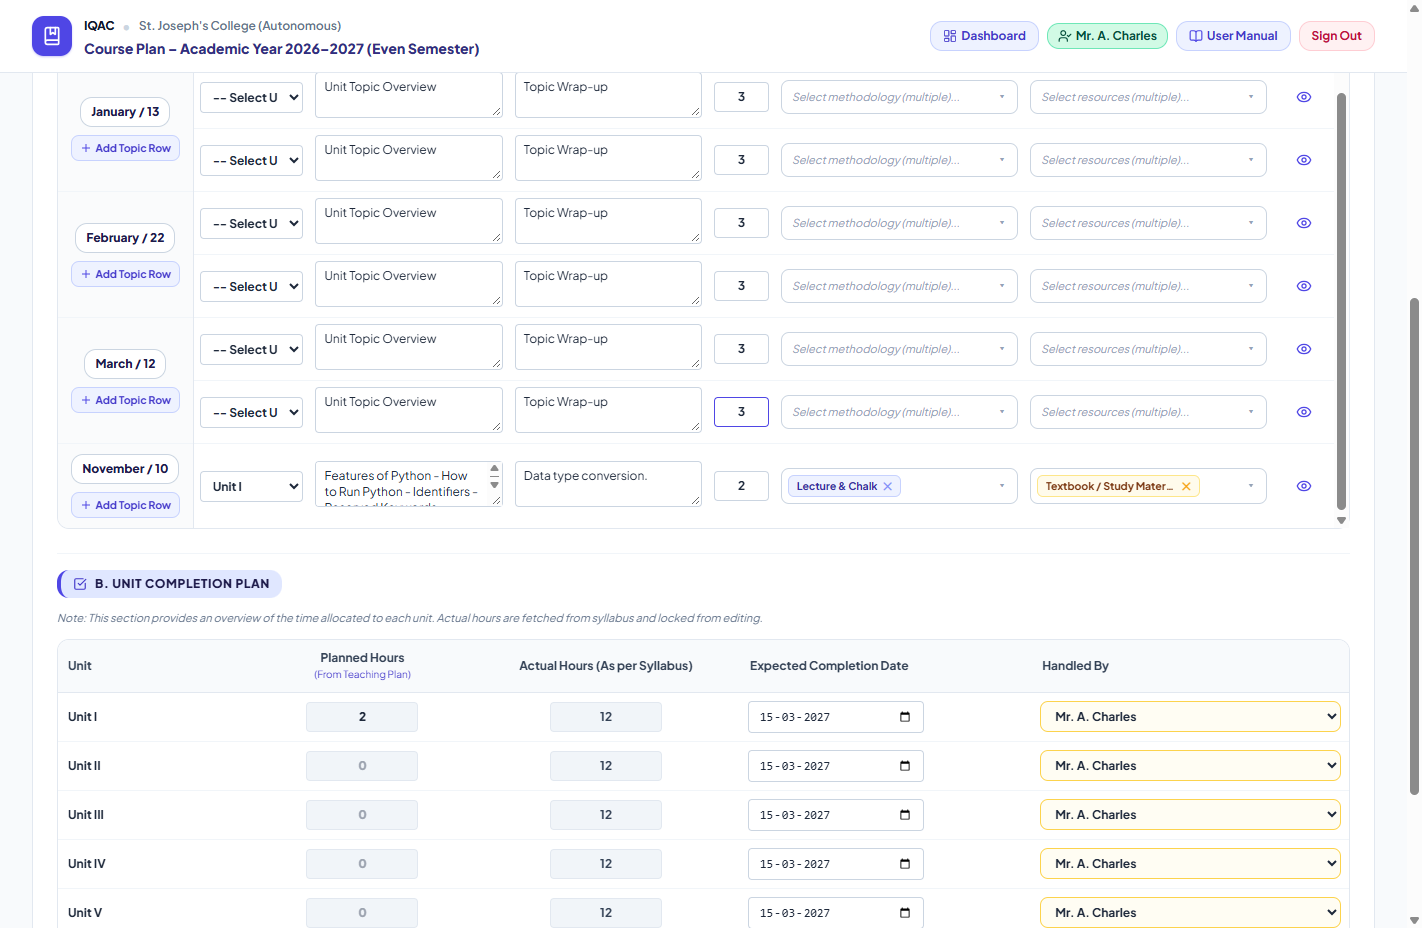 IQAC St. Joseph's College (Autonomous)
Course Plan – Academic Year 2026–2027 (Even Semester)
Dashboard
Mr. A. Charles
User Manual
Sign Out
January / 13
+ Add Topic Row
-- Select U
Unit Topic Overview
Topic Wrap-up
3
Select methodology (multiple)...
Select resources (multiple)...
-- Select U
Unit Topic Overview
Topic Wrap-up
3
Select methodology (multiple)...
Select resources (multiple)...
February / 22
+ Add Topic Row
-- Select U
Unit Topic Overview
Topic Wrap-up
3
Select methodology (multiple)...
Select resources (multiple)...
-- Select U
Unit Topic Overview
Topic Wrap-up
3
Select methodology (multiple)...
Select resources (multiple)...
March / 12
+ Add Topic Row
-- Select U
Unit Topic Overview
Topic Wrap-up
3
Select methodology (multiple)...
Select resources (multiple)...
-- Select U
Unit Topic Overview
Topic Wrap-up
3
Select methodology (multiple)...
Select resources (multiple)...
November / 10
+ Add Topic Row
Unit I
Features of Python - How
to Run Python - Identifiers -
Data type conversion.
2
Lecture & Chalk
Textbook / Study Mater...
B. UNIT COMPLETION PLAN
Note: This section provides an overview of the time allocated to each unit. Actual hours are fetched from syllabus and locked from editing.
Unit
Planned Hours
(From Teaching Plan)
Actual Hours (As per Syllabus)
Expected Completion Date
Handled By
Unit I 2 12 15-03-2027 Mr. A. Charles
Unit II 0 12 15-03-2027 Mr. A. Charles
Unit III 0 12 15-03-2027 Mr. A. Charles
Unit IV 0 12 15-03-2027 Mr. A. Charles
Unit V 0 12 15-03-2027 Mr. A. Charles